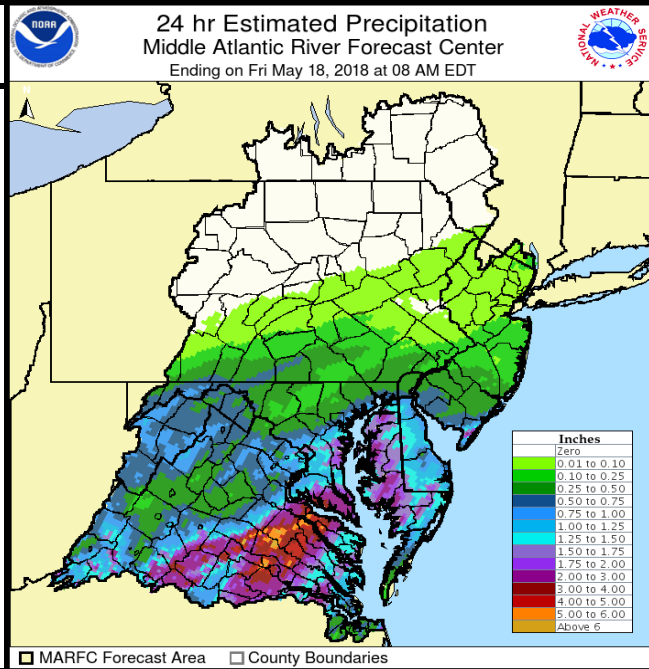 24 hr Estimated Precipitation
Middle Atlantic River Forecast Center
Ending on Fri May 18, 2018 at 08 AM EDT
NOAA
NATIONAL WEATHER SERVICE
N
Inches
Zero
0.01 to 0.10
0.10 to 0.25
0.25 to 0.50
0.50 to 0.75
0.75 to 1.00
1.00 to 1.25
1.25 to 1.50
1.50 to 1.75
1.75 to 2.00
2.00 to 3.00
3.00 to 4.00
4.00 to 5.00
5.00 to 6.00
Above 6
MARFC Forecast Area County Boundaries